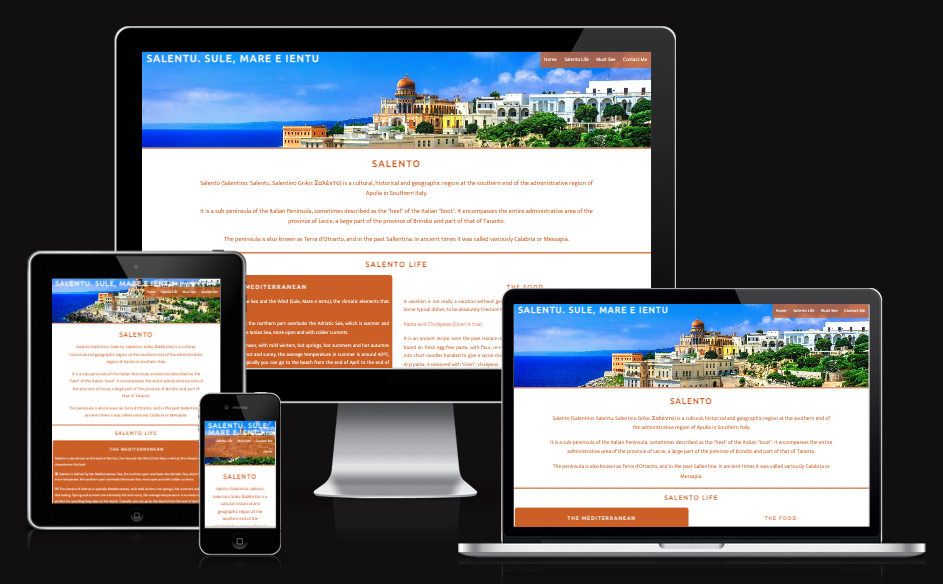 SALENTU. SULE, MARE E IENTU
Home Salento Life Must See Contact Me
SALENTO
Salento (Salentino: Salentu, Salentino Griko: Σαλέντο) is a cultural, historical and geographic region at the southern end of the administrative region of
Apulia in Southern Italy.
It is a sub-peninsula of the Italian Peninsula, sometimes described as the "heel" of the Italian "boot". It encompasses the entire administrative area of the
province of Lecce, a large part of the province of Brindisi and part of that of Taranto.
The peninsula is also known as Terra d'Otranto, and in the past Sallentina. In ancient times it was called variously Calabria or Messapia.
SALENTO LIFE
MEDITERRANEAN
e Sea and the Wind (Sule, Mare e Ientu); the climatic elements that
, the northern part overlooks the Adriatic Sea, which is warmer and
Ionian Sea, more open and with colder currents.
nean, with mild winters, hot springs, hot summers and hot autumns
hot and sunny, the average temperature in summer is around 40°C,
ypically you can go to the beach from the end of April to the end of
THE FOOD
A vacation is not really a vacation without
Some typical dishes, to be absolutely tried are
Pasta and Chickpeas (Ciceri e tria)
It is an ancient recipe, even the poet Horace
based on fresh egg-free pasta, with flour,
into short noodles handled to give a spiral
dry pasta, is seasoned with "ciceri", chickpeas.
SALENTU. SULE, MARE E IENTU
Home Salento Life Must See Contact Me
SALENTO
Salento (Salentino: Salentu, Salentino Griko: Σαλέντο) is a cultural,
historical and geographic region at the southern end of the administrative
region of Apulia in Southern Italy.
It is a sub-peninsula of the Italian Peninsula, sometimes described as the
"heel" of the Italian "boot". It encompasses the entire administrative area of
the province of Lecce, a large part of the province of Brindisi and part of
that of Taranto.
The peninsula is also known as Terra d'Otranto, and in the past Sallentina. In
ancient times it was called variously Calabria or Messapia.
SALENTO LIFE
THE MEDITERRANEAN
SALENTU. SULE,
MARE E IENTU
Salento Life Must See Contact Me
Home
SALENTO
Salento (Salentino: Salentu,
Salentino Griko: Σαλέντο) is a
cultural, historical and
geographic region at the
southern end of the
SALENTU. SULE, MARE E IENTU
Home Salento Life Must See Contact Me
SALENTO
Salento (Salentino: Salentu, Salentino Griko: Σαλέντο) is a cultural, historical and geographic region at the southern end of
the administrative region of Apulia in Southern Italy.
It is a sub-peninsula of the Italian Peninsula, sometimes described as the "heel" of the Italian "boot". It encompasses the entire
administrative area of the province of Lecce, a large part of the province of Brindisi and part of that of Taranto.
The peninsula is also known as Terra d'Otranto, and in the past Sallentina. In ancient times it was called variously Calabria or
Messapia.
SALENTO LIFE
THE MEDITERRANEAN
THE FOOD